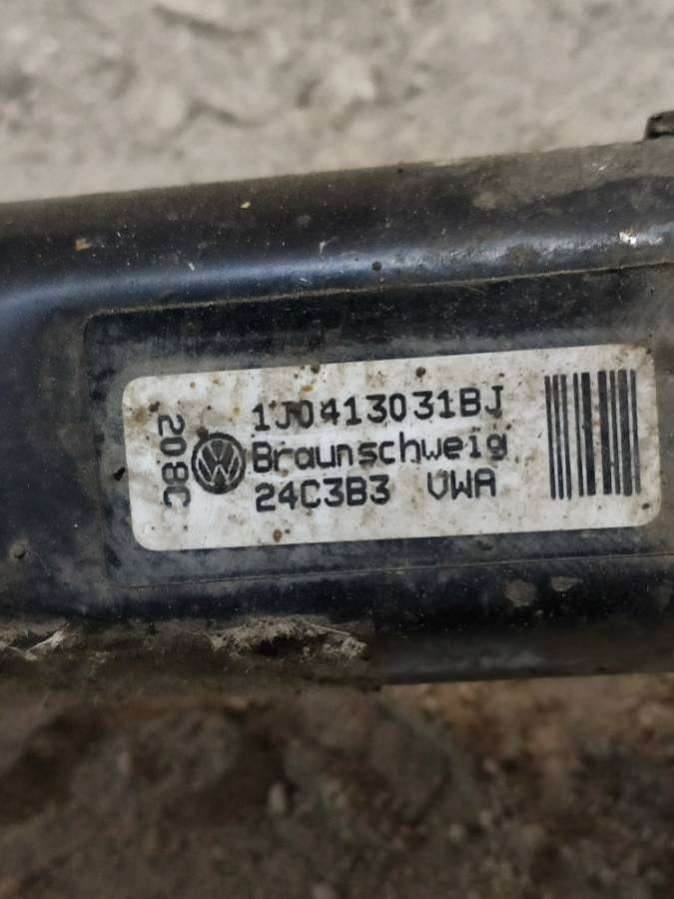 208C
1J0413031BJ
Braunschweig
24C3B3 VWA